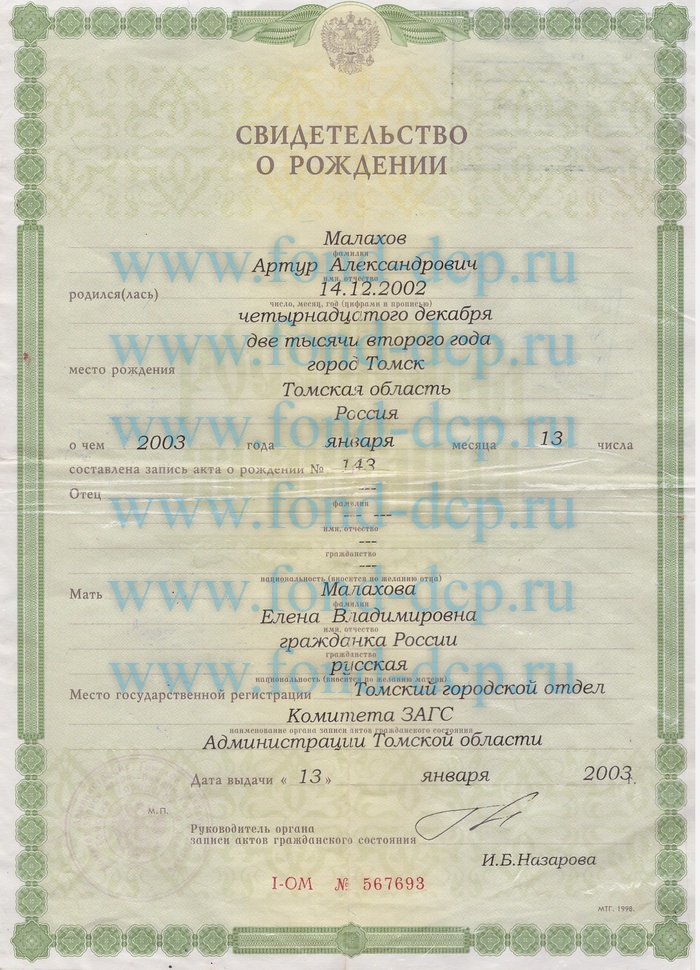 СВИДЕТЕЛЬСТВО
О РОЖДЕНИИ
Малахов
фамилия
Артур Александрович
имя, отчество
родился(лась) 14.12.2002
число, месяц, год (цифрами и прописью)
четырнадцатого декабря
две тысячи второго года
место рождения город Томск
Томская область
Россия
о чем 2003 года января месяца 13 числа
составлена запись акта о рождении № 143
Отец ---
фамилия
--- ---
имя, отчество
---
гражданство
---
национальность (вносится по желанию отца)
Мать Малахова
фамилия
Елена Владимировна
имя, отчество
гражданка России
гражданство
русская
национальность (вносится по желанию матери)
Место государственной регистрации Томский городской отдел
Комитета ЗАГС
наименование органа записи актов гражданского состояния
Администрации Томской области
Дата выдачи « 13 » января 2003 г.
М.П.
Руководитель органа
записи актов гражданского состояния
И.Б.Назарова
I-ОМ № 567693
МТГ. 1998.
www.fond-dcp.ru
www.fond-dcp.ru
www.fond-dcp.ru
www.fond-dcp.ru
www.fond-dcp.ru
www.fond-dcp.ru